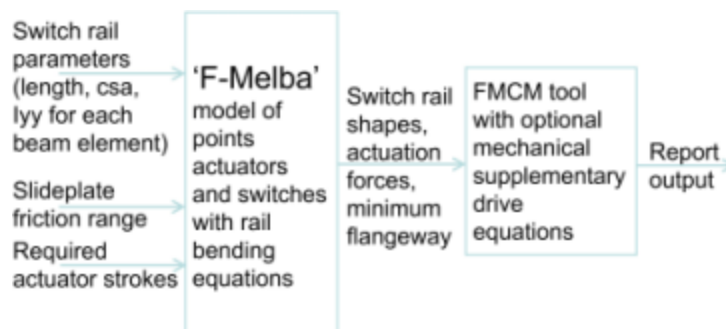 Switch rail
parameters
(length, csa,
Iyy for each
beam element)
Slideplate
friction range
Required
actuator strokes
'F-Melba'
model of
points
actuators
and switches
with rail
bending
equations
Switch rail
shapes,
actuation
forces,
minimum
flangeway
FMCM tool
with optional
mechanical
supplementary
drive
equations
Report
output